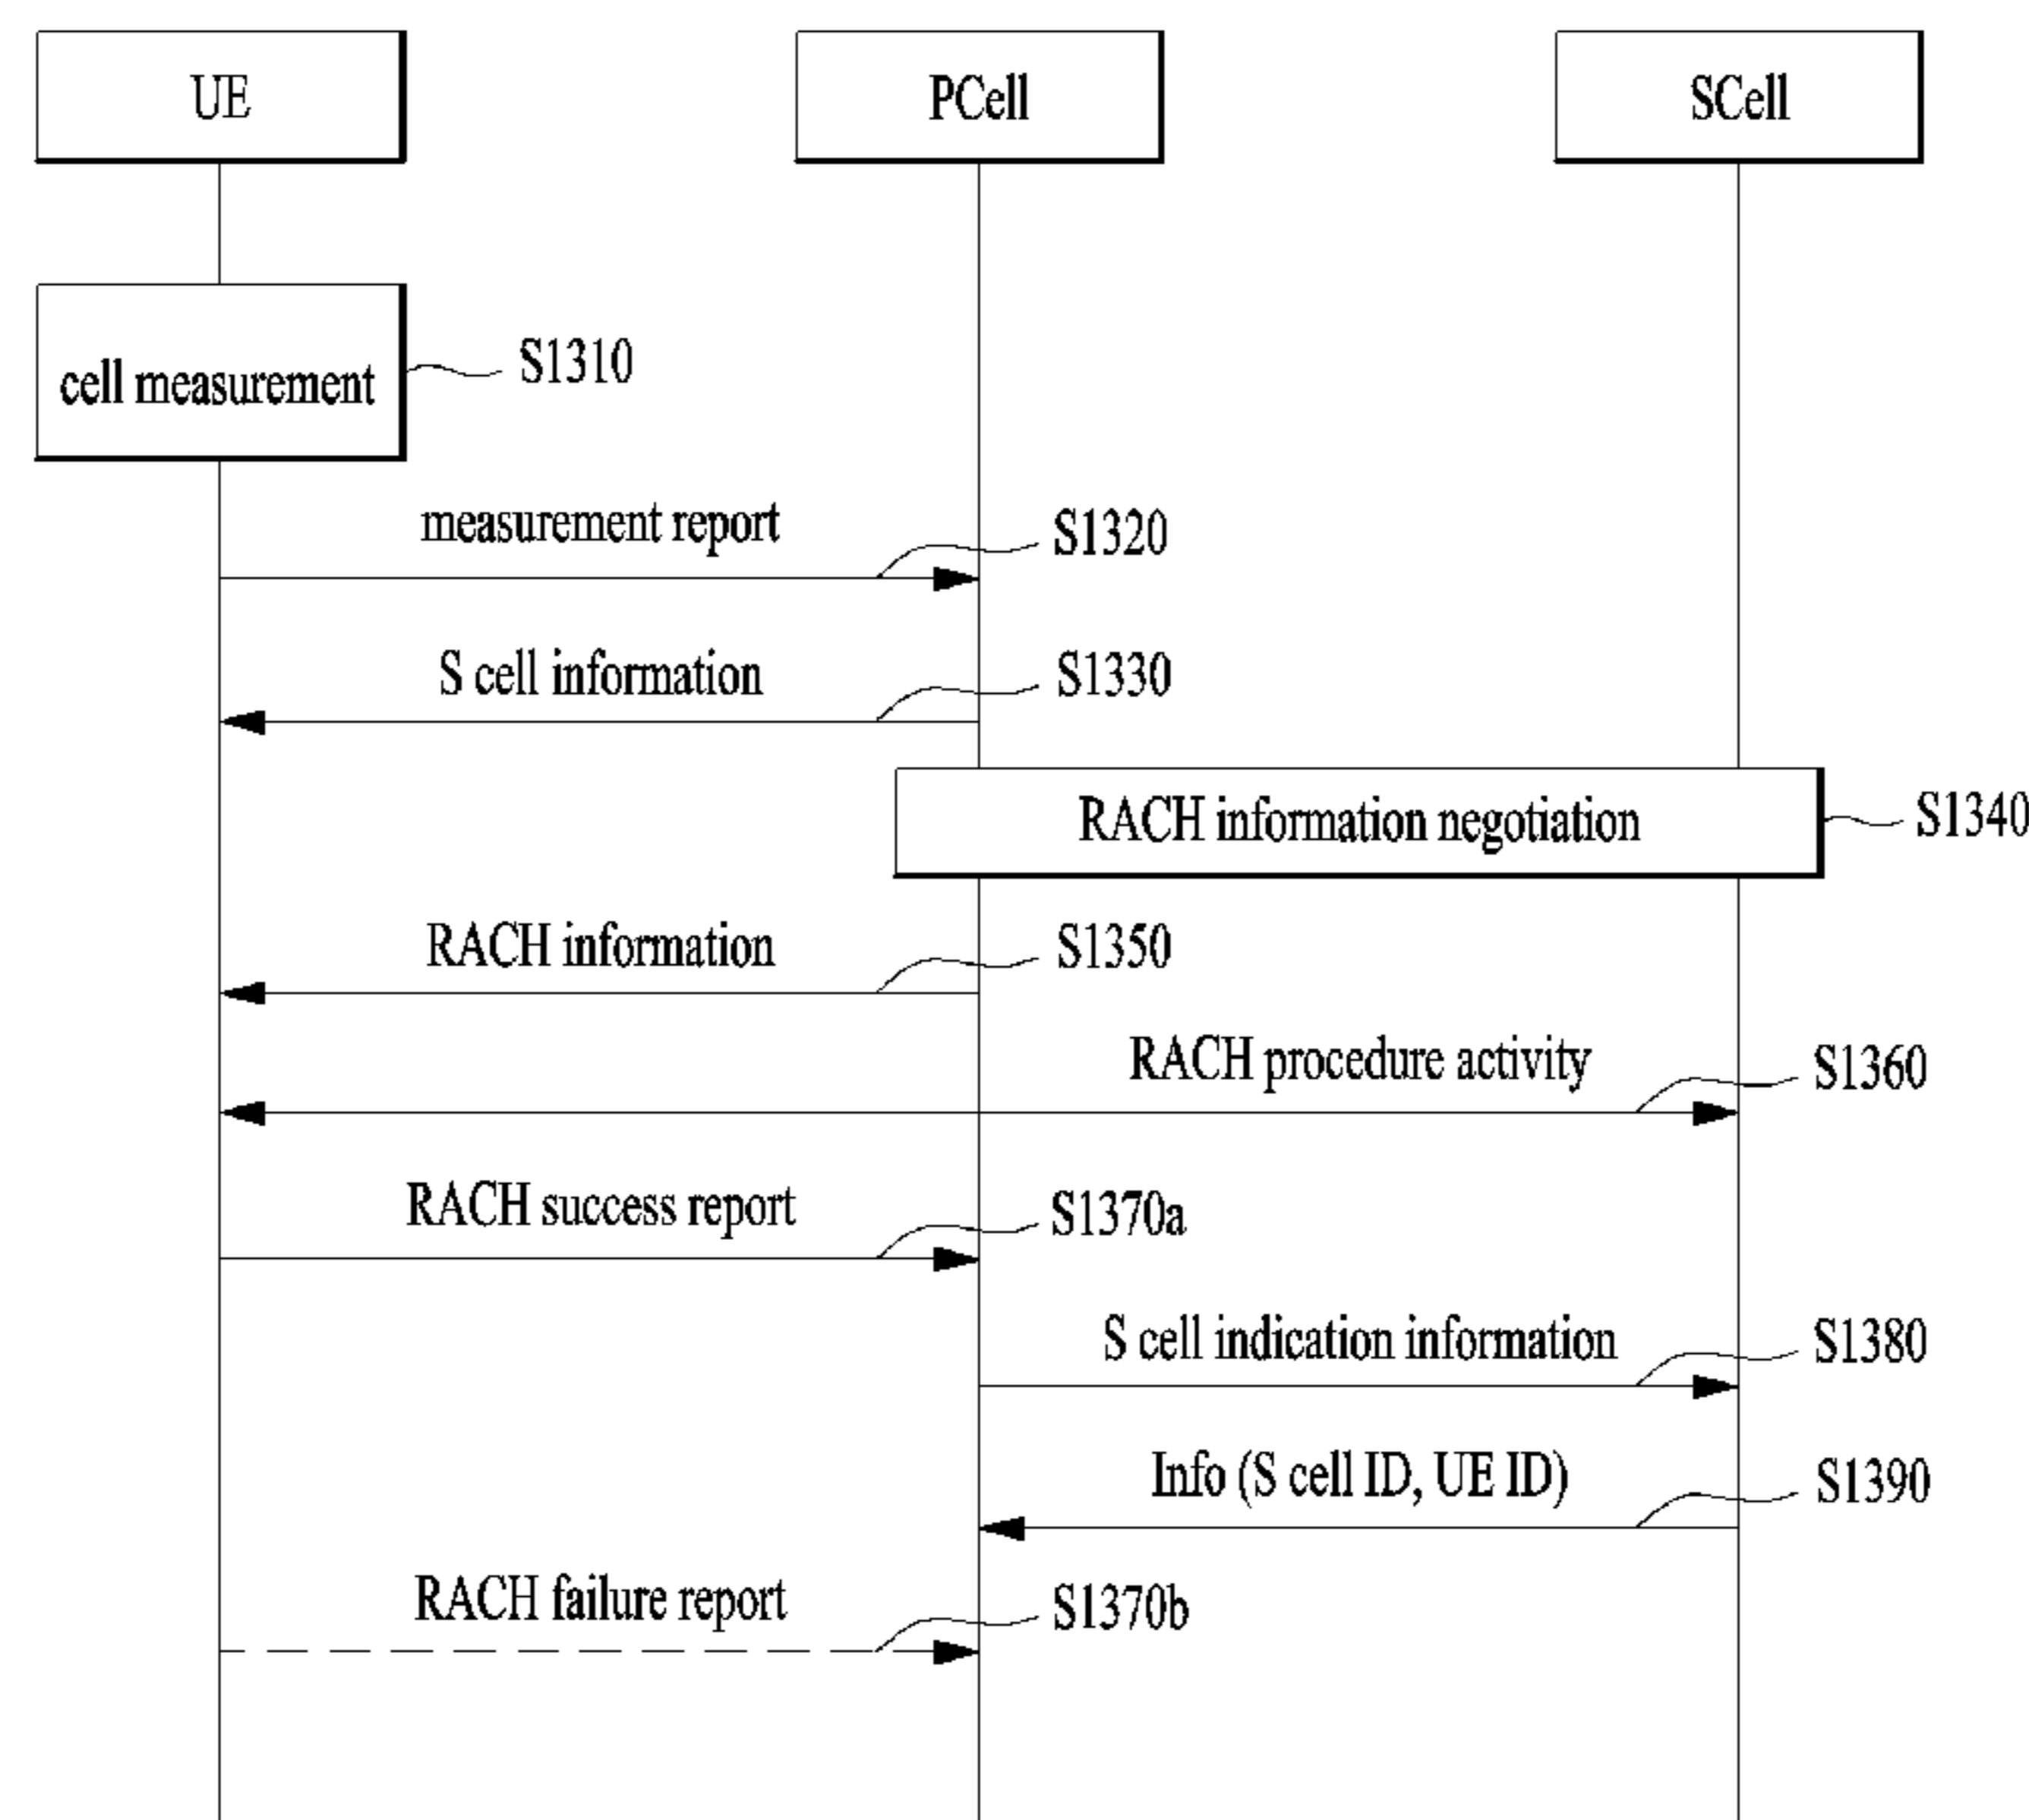 UE
PCell
SCell
cell measurement
S1310
measurement report
S1320
S cell information
S1330
RACH information negotiation
S1340
RACH information
S1350
RACH procedure activity
S1360
RACH success report
S1370a
S cell indication information
S1380
Info (S cell ID, UE ID)
S1390
RACH failure report
S1370b